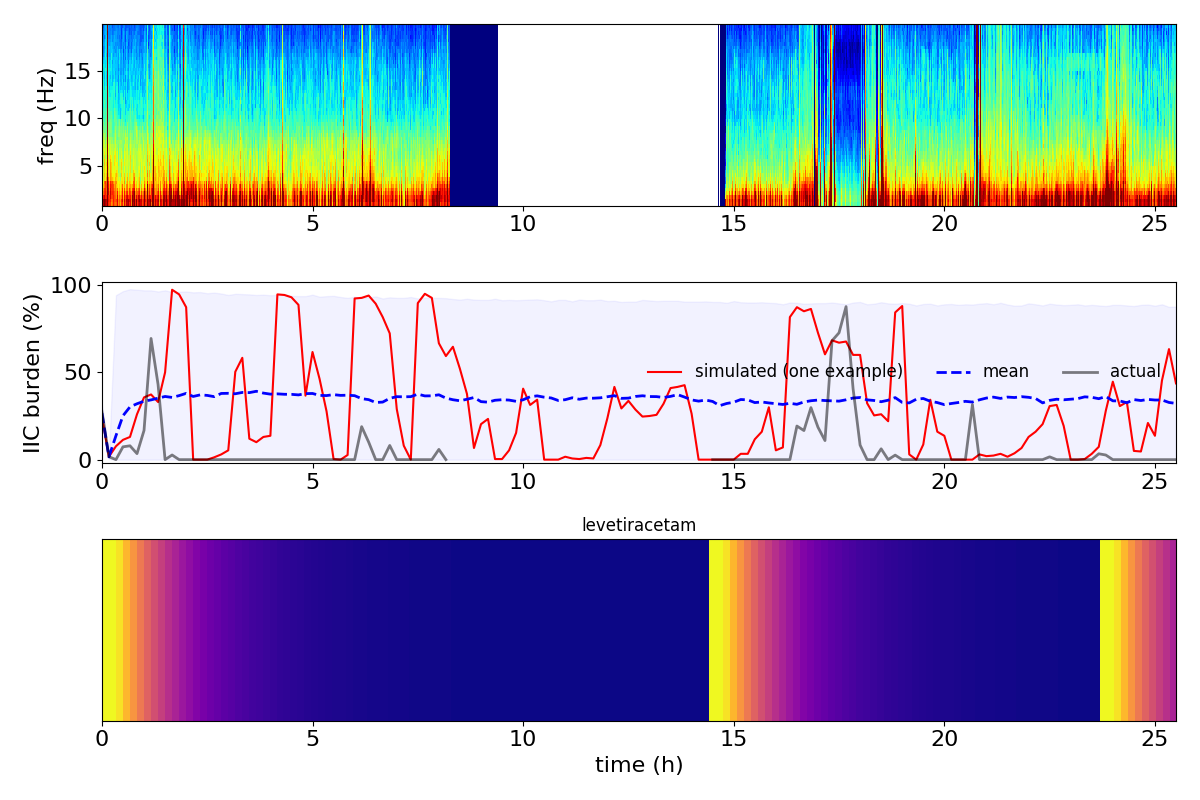 freq (Hz)
15
10
5
0 5 10 15 20 25
IIC burden (%)
100
50
0
simulated (one example) mean actual
0 5 10 15 20 25
levetiracetam
0 5 10 15 20 25
time (h)